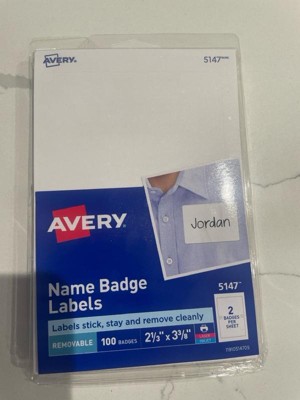 AVERY.
5147
Jordan
AVERY
Name Badge
Labels
5147
Labels stick, stay and remove cleanly
REMOVABLE 100 BADGES 2⅓" x 3⅜"
2
BADGES
PER
SHEET